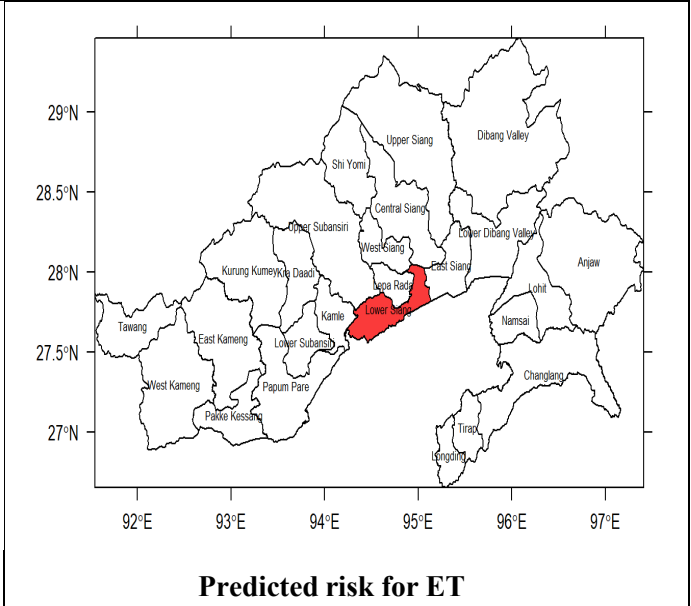 29°N
28.5°N
28°N
27.5°N
27°N
Dibang Valley
Upper Siang
Shi Yomi
Central Siang
Upper Subansiri
Lower Dibang Valley
West Siang
East Siang
Anjaw
Kurung Kumey
Kra Daadi
Lepa Rada
Lohit
Lower Siang
Kamle
Namsai
Tawang
East Kameng
Lower Subansiri
Changlang
West Kameng
Papum Pare
Pakke Kessang
Tirap
Longding
92°E 93°E 94°E 95°E 96°E 97°E
Predicted risk for ET